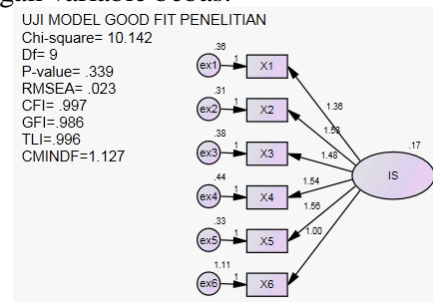 gan variable bebas.
UJI MODEL GOOD FIT PENELITIAN
Chi-square= 10.142
Df= 9
P-value= .339
RMSEA= .023
CFI= .997
GFI=.986
TLI=.996
CMINDF=1.127
.36
ex1
1
X1
1.36
.31
ex2
1
X2
.38
ex3
1
X3
1.48
.17
IS
.44
ex4
1
X4
1.54
.33
ex5
1
X5
1.56
1.11
ex6
1
X6
1.00